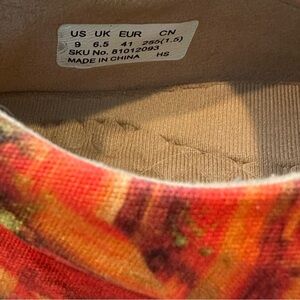 US UK EUR CN
9 6.5 41 255(1.5)
SKU No. 81012093
MADE IN CHINA HS